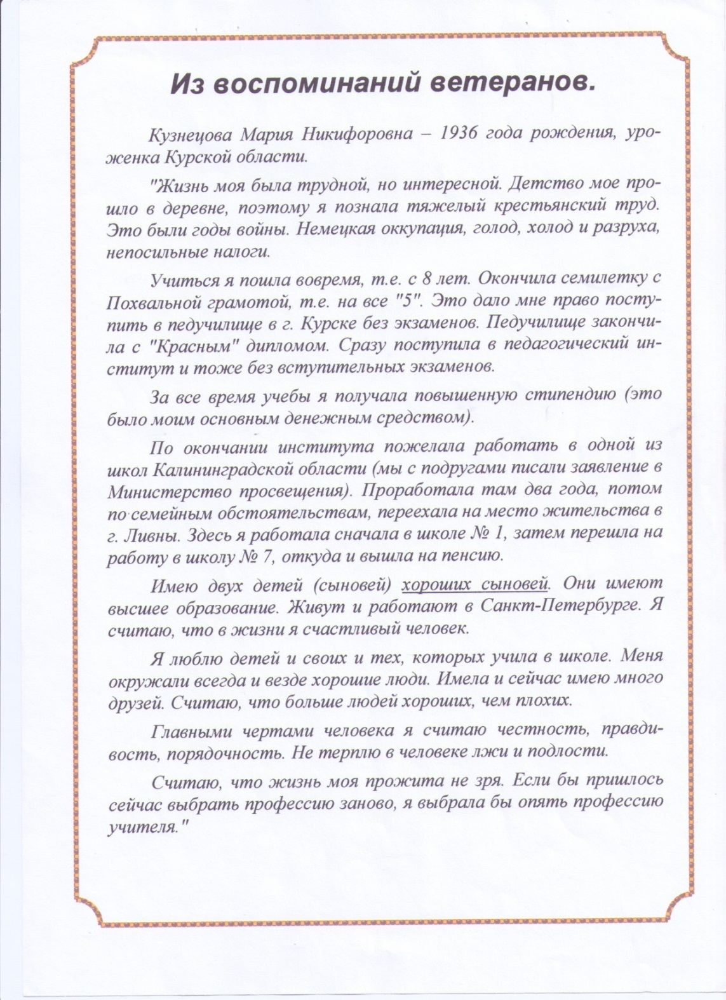 Из воспоминаний ветеранов.
Кузнецова Мария Никифоровна – 1936 года рождения, уро-
женка Курской области.
"Жизнь моя была трудной, но интересной. Детство мое про-
шло в деревне, поэтому я познала тяжелый крестьянский труд.
Это были годы войны. Немецкая оккупация, голод, холод и разруха,
непосильные налоги.
Учиться я пошла вовремя, т.е. с 8 лет. Окончила семилетку с
Похвальной грамотой, т.е. на все "5". Это дало мне право посту-
пить в педучилище в г. Курске без экзаменов. Педучилище закончи-
ла с "Красным" дипломом. Сразу поступила в педагогический ин-
ститут и тоже без вступительных экзаменов.
За все время учебы я получала повышенную стипендию (это
было моим основным денежным средством).
По окончании института пожелала работать в одной из
школ Калининградской области (мы с подругами писали заявление в
Министерство просвещения). Проработала там два года, потом
по семейным обстоятельствам, переехала на место жительства в
г. Ливны. Здесь я работала сначала в школе № 1, затем перешла на
работу в школу № 7, откуда и вышла на пенсию.
Имею двух детей (сыновей) хороших сыновей. Они имеют
высшее образование. Живут и работают в Санкт-Петербурге. Я
считаю, что в жизни я счастливый человек.
Я люблю детей и своих и тех, которых учила в школе. Меня
окружали всегда и везде хорошие люди. Имела и сейчас имею много
друзей. Считаю, что больше людей хороших, чем плохих.
Главными чертами человека я считаю честность, правди-
вость, порядочность. Не терплю в человеке лжи и подлости.
Считаю, что жизнь моя прожита не зря. Если бы пришлось
сейчас выбрать профессию заново, я выбрала бы опять профессию
учителя."